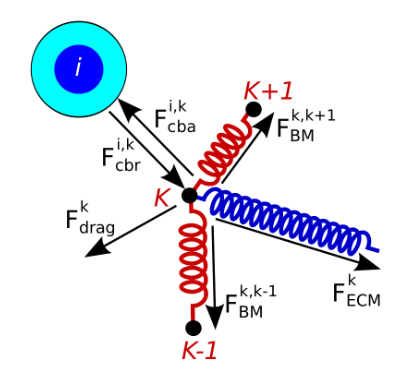 i
K+1
F i,k cba
F k,k+1 BM
F i,k cbr
K
F k drag
F k ECM
F k,k-1 BM
K-1